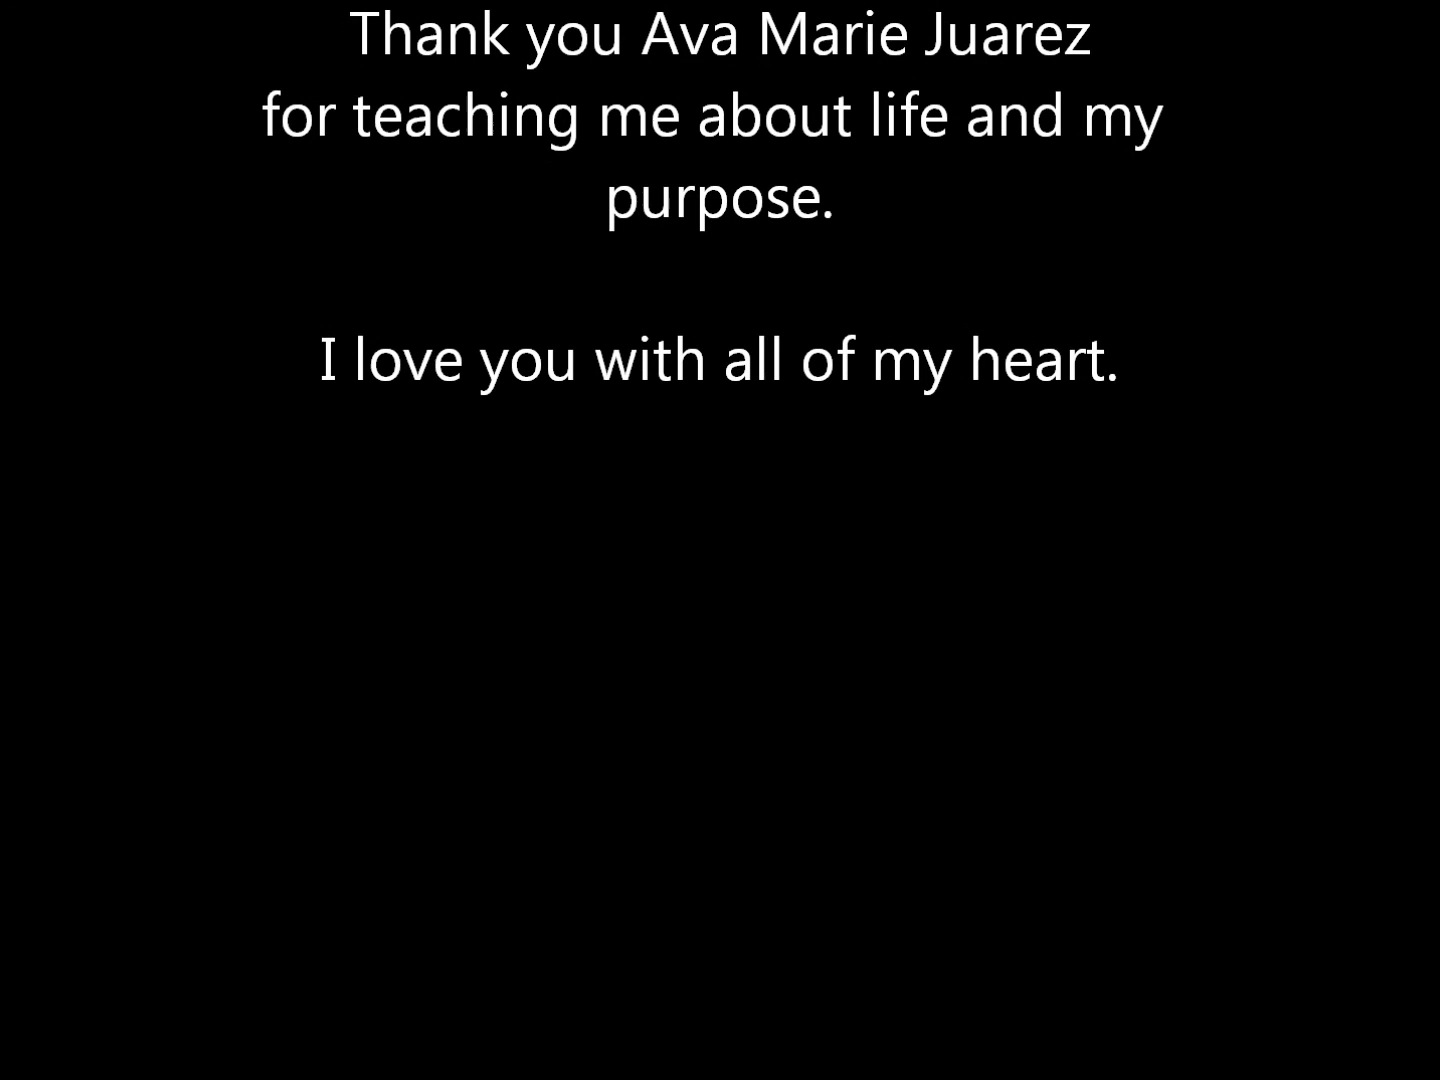 Thank you Ava Marie Juarez
for teaching me about life and my
purpose.
I love you with all of my heart.